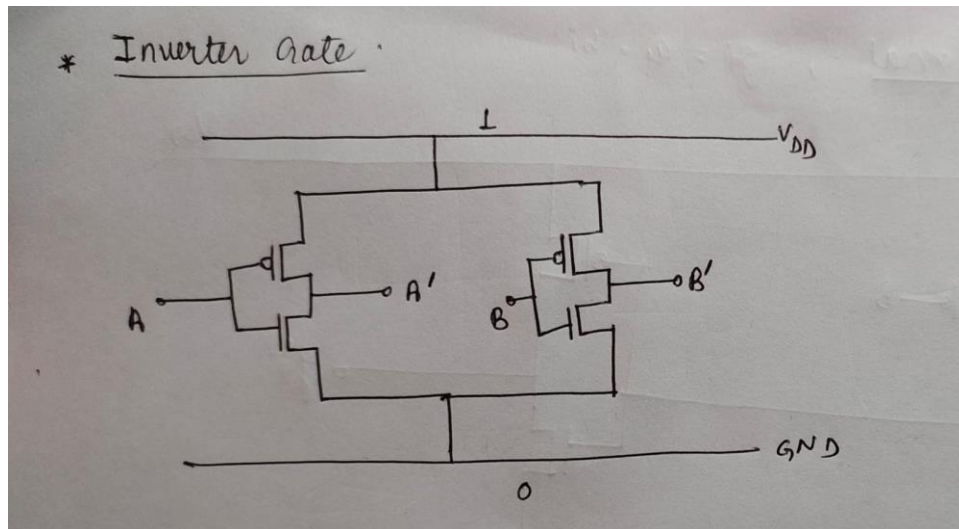 * Inverter Gate.
1
VDD
A
A'
B
B'
GND
0